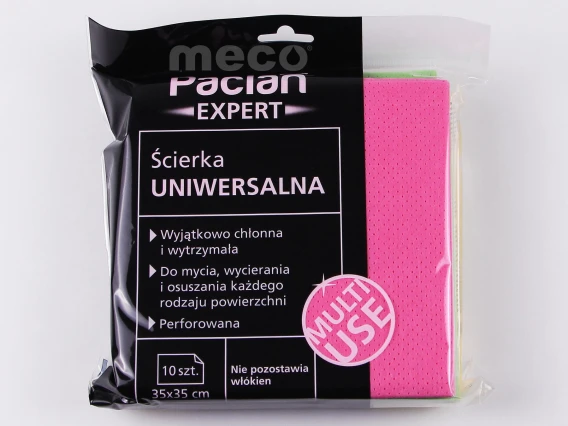 meco®
Paclan
EXPERT
Ścierka
UNIWERSALNA
Wyjątkowo chłonna
i wytrzymała
Do mycia, wycierania
i osuszania każdego
rodzaju powierzchni
Perforowana
MULTI
USE
10 szt.
35x35 cm
Nie pozostawia
włókien